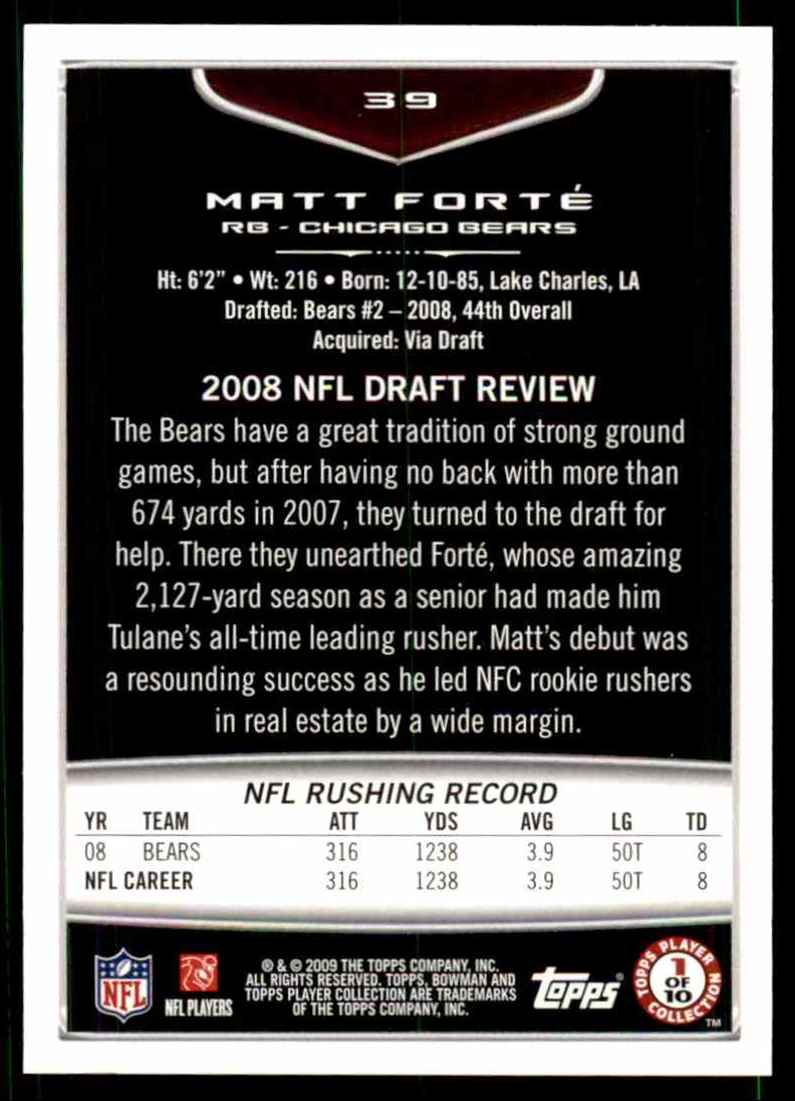 39
MATT FORTÉ
RB - CHICAGO BEARS
Ht: 6'2" • Wt: 216 • Born: 12-10-85, Lake Charles, LA
Drafted: Bears #2 – 2008, 44th Overall
Acquired: Via Draft
2008 NFL DRAFT REVIEW
The Bears have a great tradition of strong ground
games, but after having no back with more than
674 yards in 2007, they turned to the draft for
help. There they unearthed Forté, whose amazing
2,127-yard season as a senior had made him
Tulane's all-time leading rusher. Matt's debut was
a resounding success as he led NFC rookie rushers
in real estate by a wide margin.
NFL RUSHING RECORD
YR TEAM ATT YDS AVG LG TD
08 BEARS 316 1238 3.9 50T 8
NFL CAREER 316 1238 3.9 50T 8
NFL
NFL PLAYERS
® & © 2009 THE TOPPS COMPANY, INC.
ALL RIGHTS RESERVED. TOPPS, BOWMAN AND
TOPPS PLAYER COLLECTION ARE TRADEMARKS
OF THE TOPPS COMPANY, INC.
Topps®
TOPPS PLAYER
1
OF
10
COLLECTION
TM